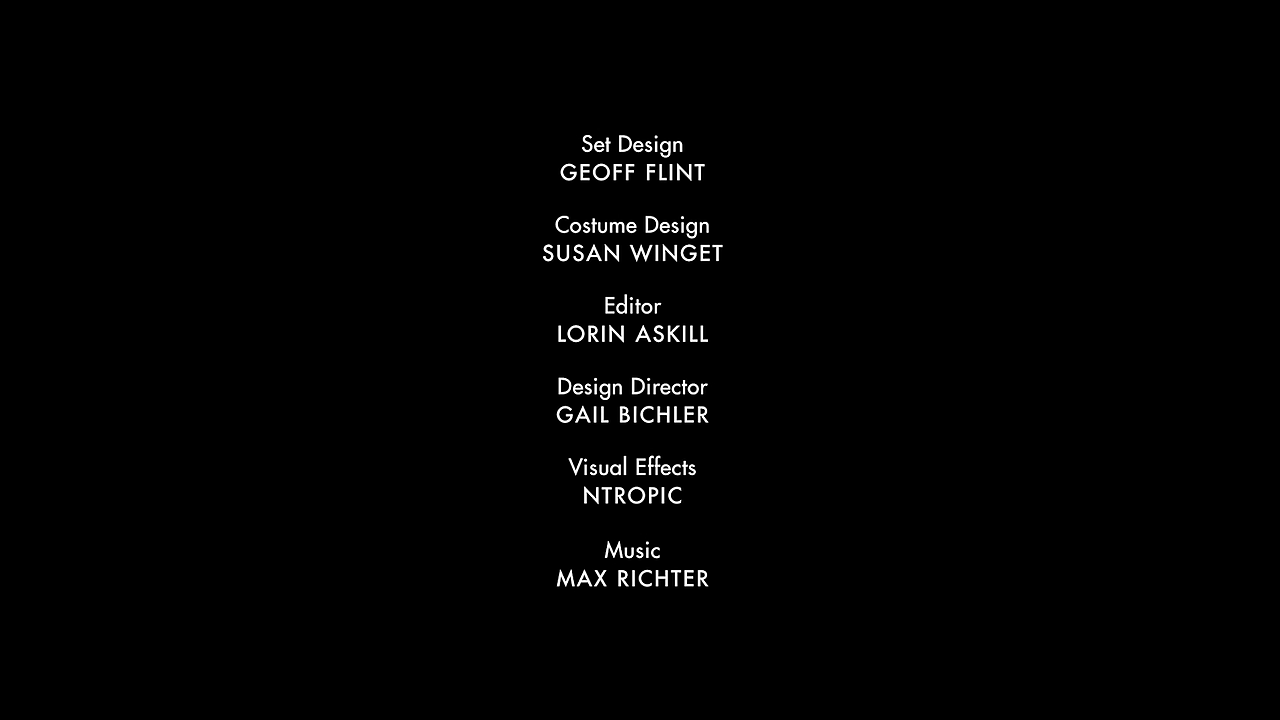 Set Design
GEOFF FLINT
Costume Design
SUSAN WINGET
Editor
LORIN ASKILL
Design Director
GAIL BICHLER
Visual Effects
NTROPIC
Music
MAX RICHTER